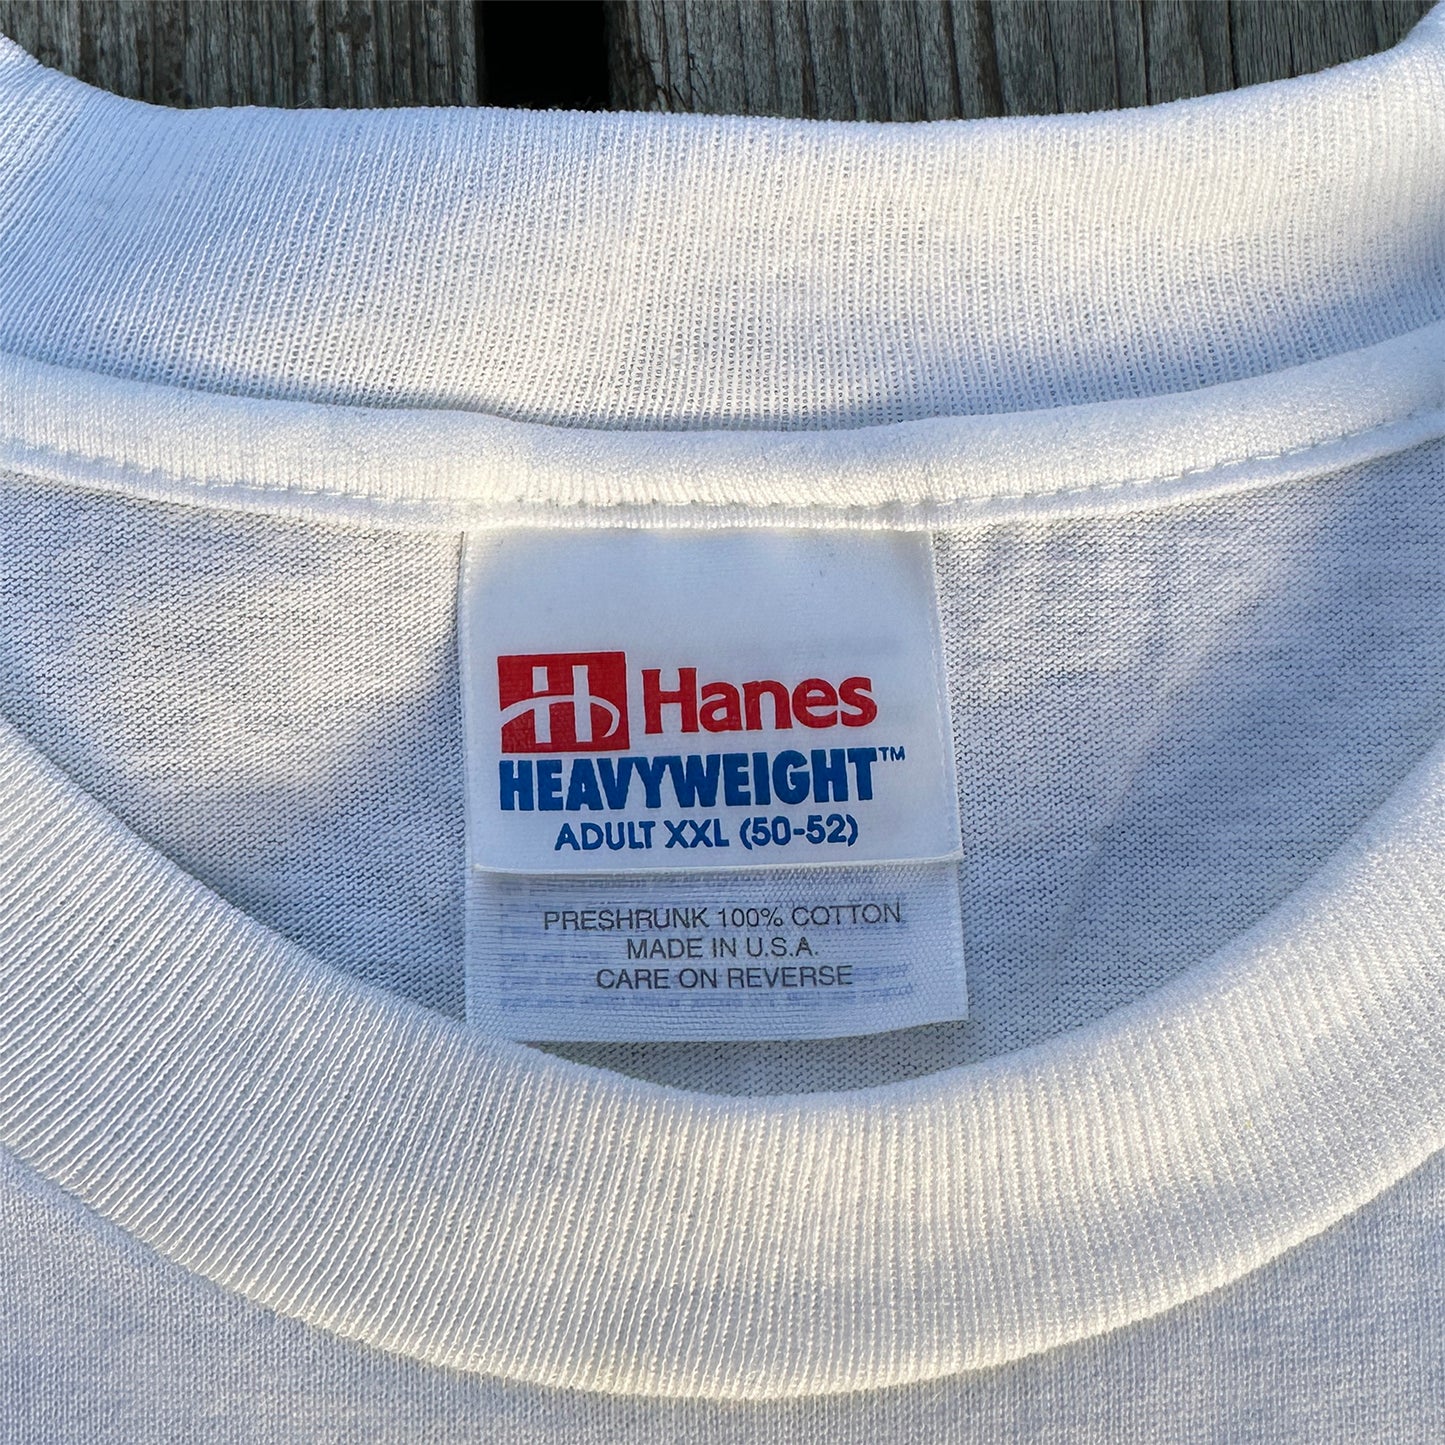 H Hanes
HEAVYWEIGHT™
ADULT XXL (50-52)
PRESHRUNK 100% COTTON
MADE IN U.S.A.
CARE ON REVERSE